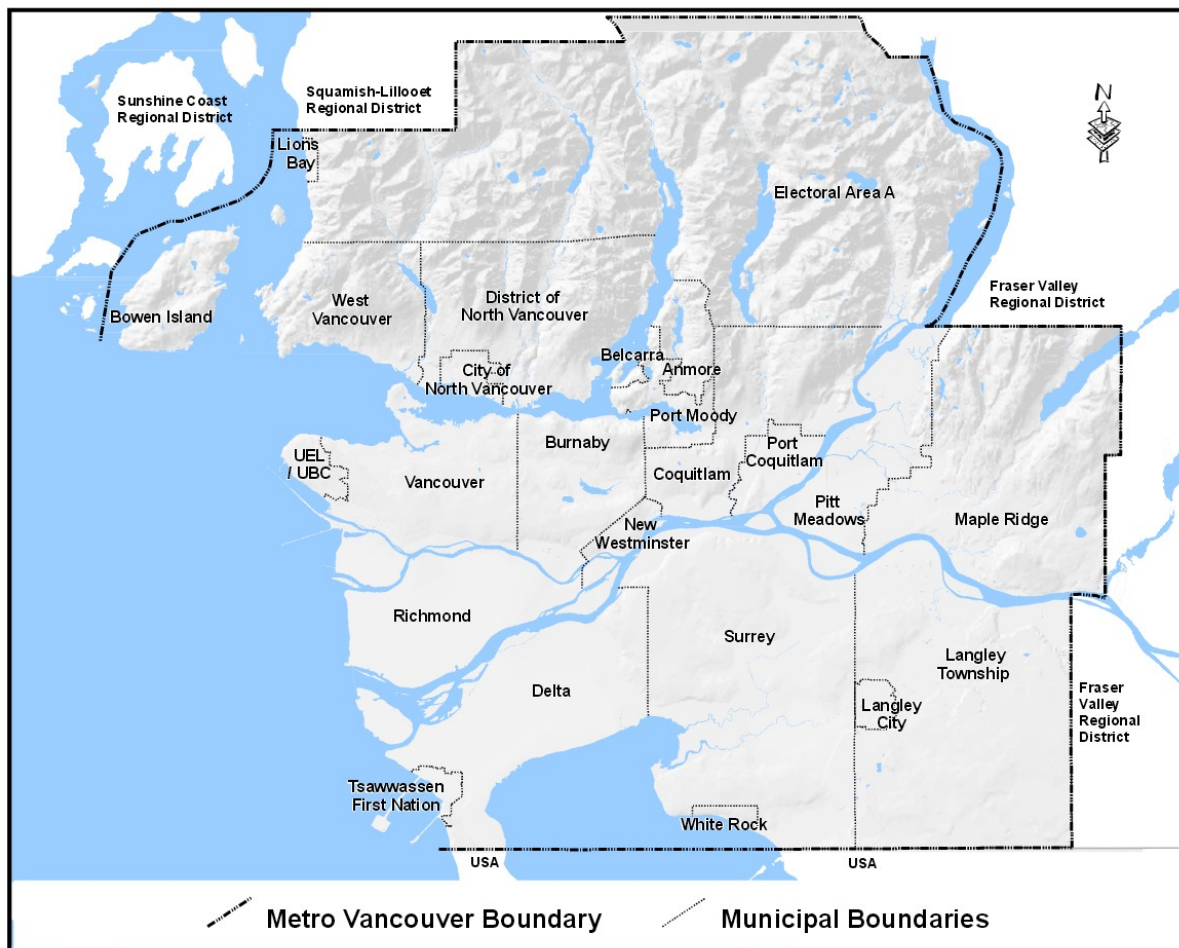 Sunshine Coast
Regional District
Squamish-Lillooet
Regional District
N
Lions
Bay
Electoral Area A
Fraser Valley
Regional District
Bowen Island
West
Vancouver
District of
North Vancouver
Belcarra
Anmore
City of
North Vancouver
Port Moody
Burnaby
Port
Coquitlam
UEL
/ UBC
Vancouver
Coquitlam
Pitt
Meadows
Maple Ridge
New
Westminster
Richmond
Surrey
Langley
Township
Delta
Langley
City
Fraser
Valley
Regional
District
Tsawwassen
First Nation
White Rock
USA
USA
Metro Vancouver Boundary
Municipal Boundaries